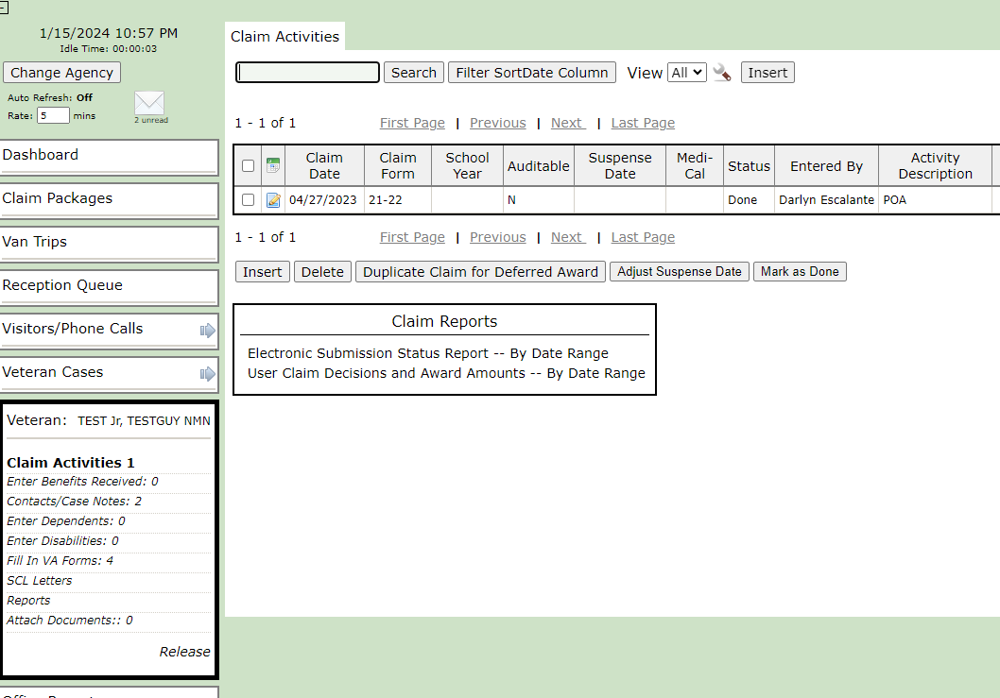 1/15/2024 10:57 PM
Idle Time: 00:00:03
Change Agency
Auto Refresh: Off
Rate: 5 mins
2 unread
Dashboard
Claim Packages
Van Trips
Reception Queue
Visitors/Phone Calls
Veteran Cases
Veteran: TEST Jr, TESTGUY NMN
Claim Activities 1
Enter Benefits Received: 0
Contacts/Case Notes: 2
Enter Dependents: 0
Enter Disabilities: 0
Fill In VA Forms: 4
SCL Letters
Reports
Attach Documents:: 0
Release
Claim Activities
Search Filter SortDate Column View All Insert
1 - 1 of 1 First Page | Previous | Next | Last Page
Claim Date Claim Form School Year Auditable Suspense Date Medi-Cal Status Entered By Activity Description
04/27/2023 21-22 N Done Darlyn Escalante POA
1 - 1 of 1 First Page | Previous | Next | Last Page
Insert Delete Duplicate Claim for Deferred Award Adjust Suspense Date Mark as Done
Claim Reports
Electronic Submission Status Report -- By Date Range
User Claim Decisions and Award Amounts -- By Date Range